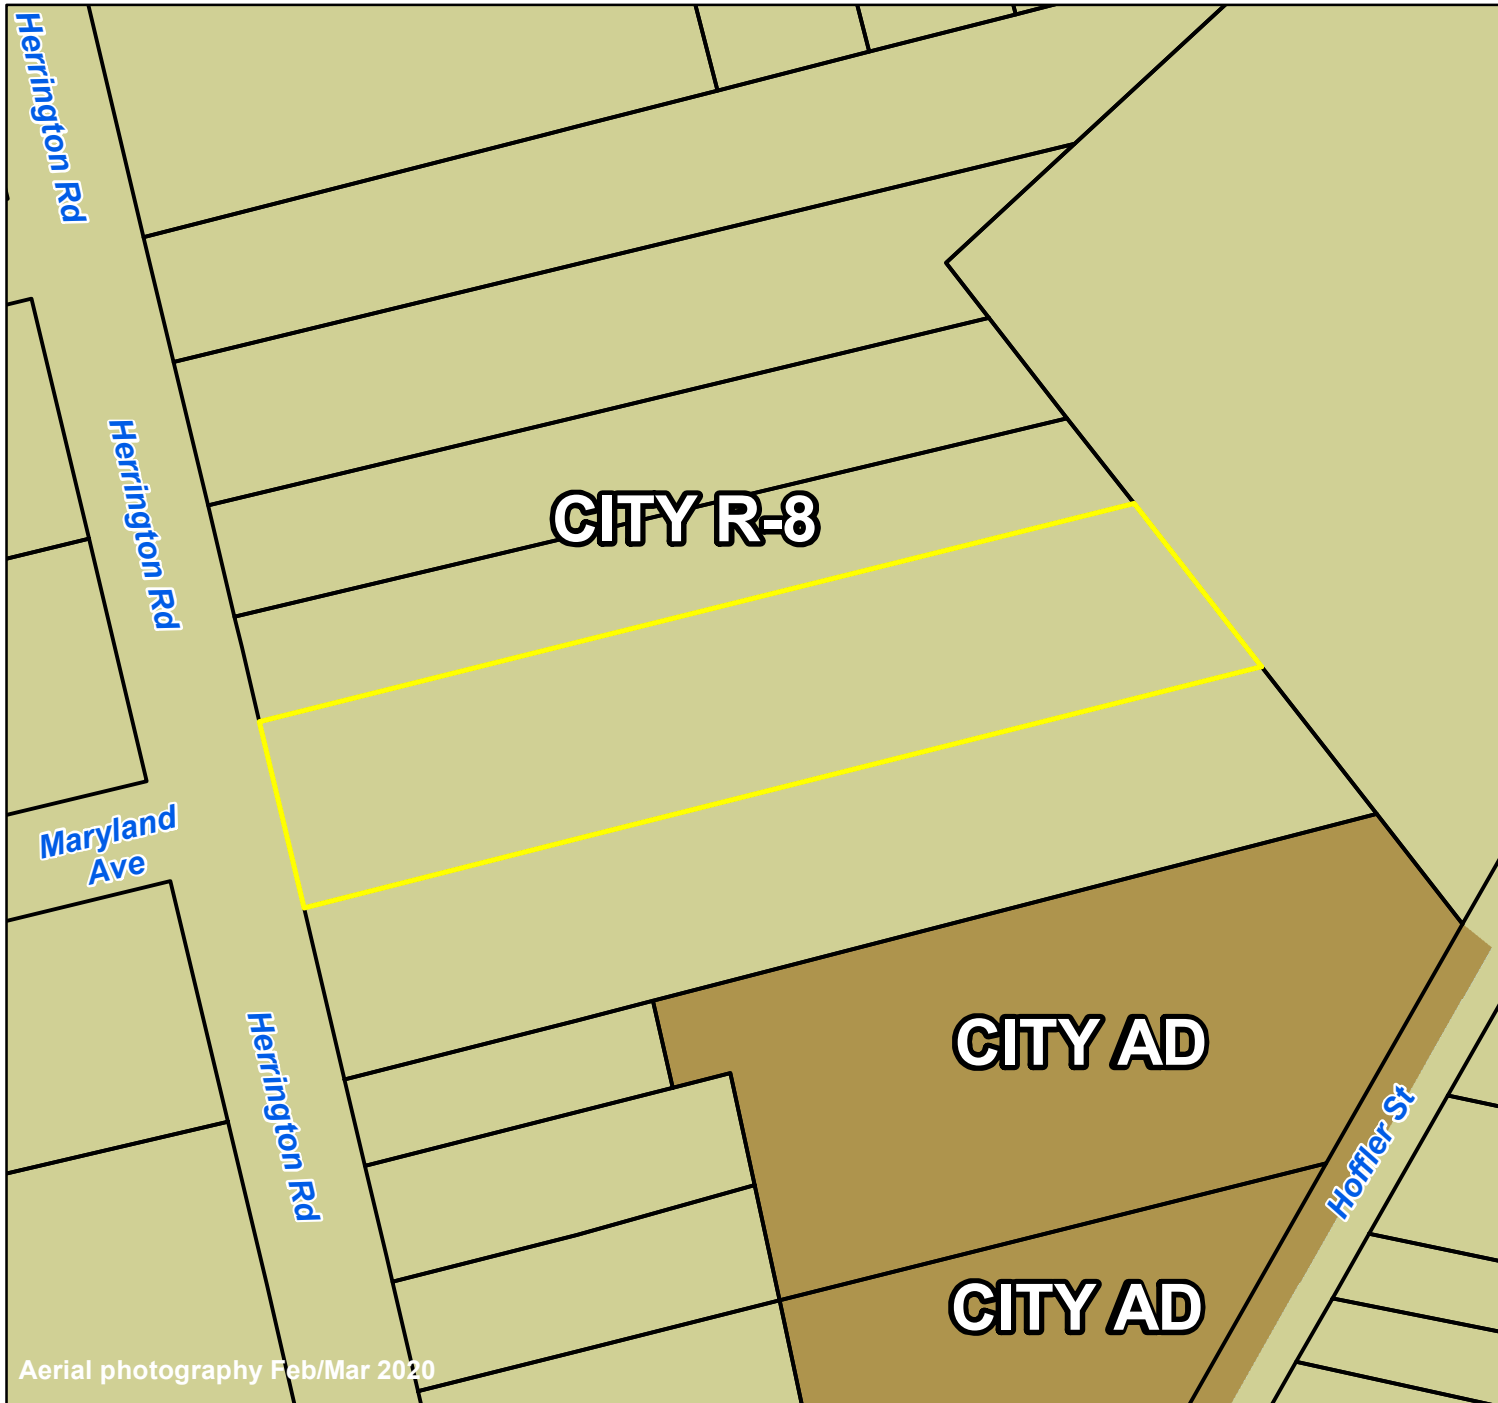 Herrington Rd
Herrington Rd
CITY R-8
Maryland
Ave
Herrington Rd
CITY AD
Hoffler St
CITY AD
Aerial photography Feb/Mar 2020